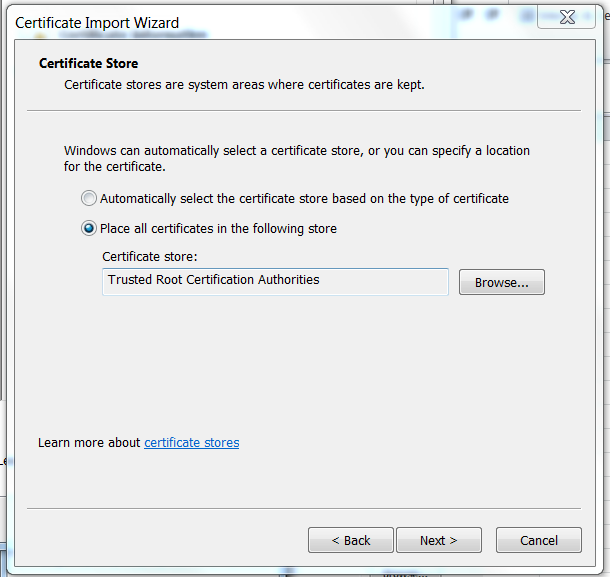 Certificate Import Wizard
Certificate Store
Certificate stores are system areas where certificates are kept.
Windows can automatically select a certificate store, or you can specify a location
for the certificate.
Automatically select the certificate store based on the type of certificate
Place all certificates in the following store
Certificate store:
Trusted Root Certification Authorities
Browse...
Learn more about certificate stores
< Back
Next >
Cancel